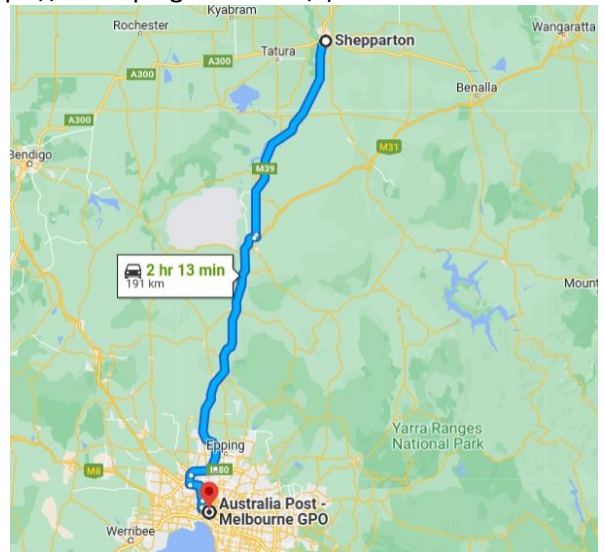 Kyabram
Rochester
Shepparton
Wangaratta
Tatura
A300
A300
Benalla
A300
Bendigo
M31
M39
2 hr 13 min
191 km
Mount
Yarra Ranges
National Park
Epping
M8
Australia Post -
Melbourne GPO
Werribee